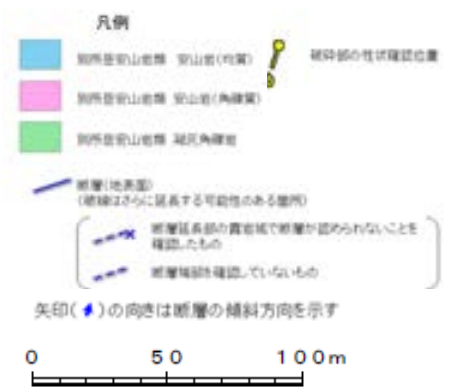 凡例
別所岳安山岩類 安山岩(均質)
破砕部の性状確認位置
別所岳安山岩類 安山岩(角礫質)
別所岳安山岩類 凝灰角礫岩
断層(地表面)
(破線はさらに延長する可能性のある箇所)
断層延長部の露岩域で断層が認められないことを
確認したもの
断層端部を確認していないもの
矢印( )の向きは断層の傾斜方向を示す
0 50 100m